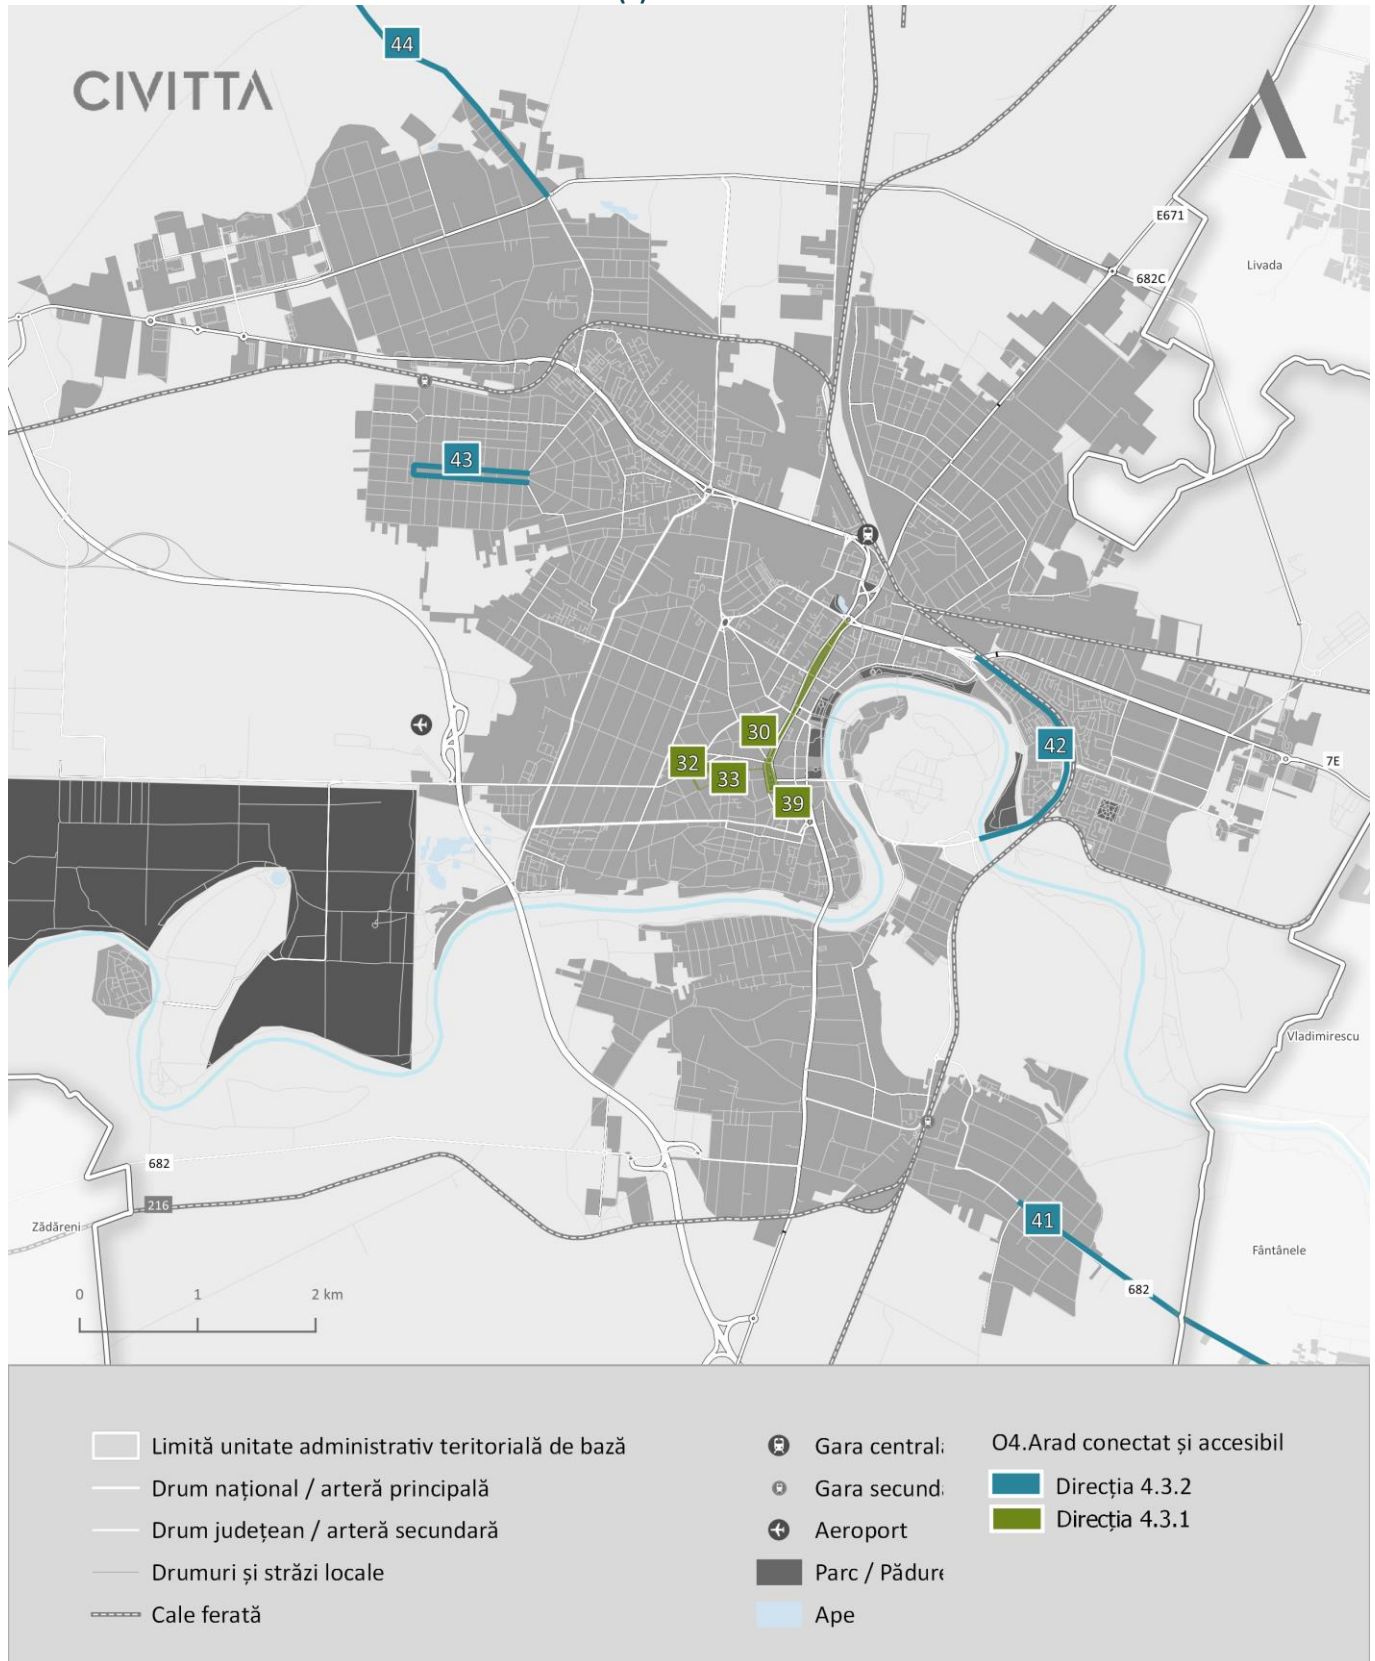 44
CIVITTA
E671
Livada
682C
43
30
42
32
33
7E
39
Vladimirescu
682
216
Zădăreni
41
Fântânele
682
0 1 2 km
Limită unitate administrativ teritorială de bază
Drum național / arteră principală
Drum județean / arteră secundară
Drumuri și străzi locale
Cale ferată
Gara central
Gara secund
Aeroport
Parc / Pădur
Ape
O4.Arad conectat și accesibil
Direcția 4.3.2
Direcția 4.3.1